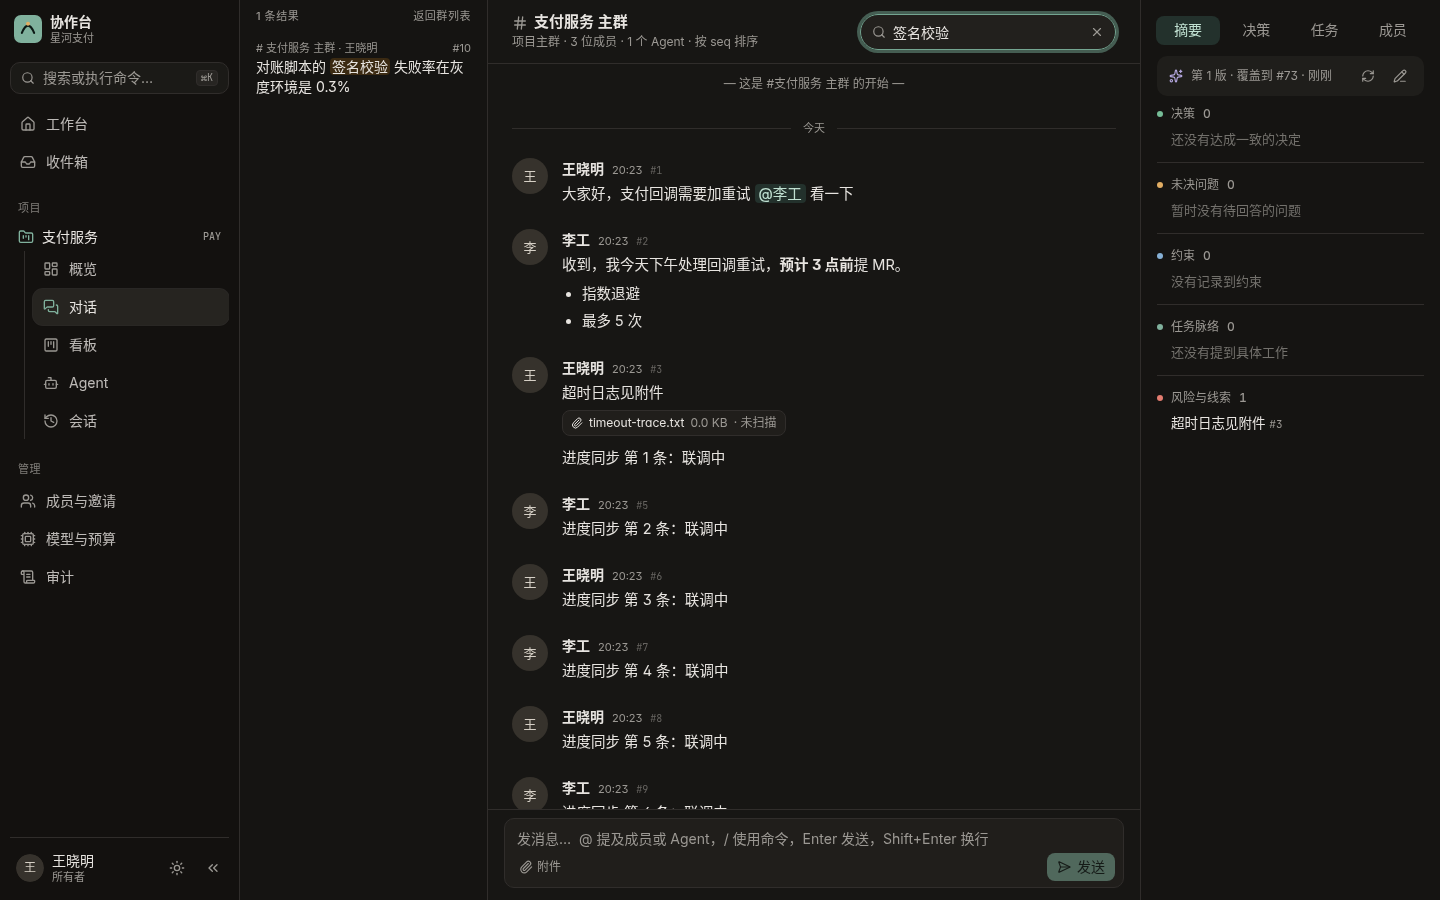 协作台
星河支付
搜索或执行命令... ⌘K
工作台
收件箱
项目
支付服务 PAY
概览
对话
看板
Agent
会话
管理
成员与邀请
模型与预算
审计
王 王晓明
所有者
1 条结果 返回群列表
# 支付服务 主群 · 王晓明 #10
对账脚本的 签名校验 失败率在灰
度环境是 0.3%
# 支付服务 主群
项目主群 · 3 位成员 · 1 个 Agent · 按 seq 排序
签名校验
— 这是 #支付服务 主群 的开始 —
今天
王 王晓明 20:23 #1
大家好，支付回调需要加重试 @李工 看一下
李 李工 20:23 #2
收到，我今天下午处理回调重试，预计 3 点前提 MR。
• 指数退避
• 最多 5 次
王 王晓明 20:23 #3
超时日志见附件
timeout-trace.txt 0.0 KB · 未扫描
进度同步 第 1 条：联调中
李 李工 20:23 #5
进度同步 第 2 条：联调中
王 王晓明 20:23 #6
进度同步 第 3 条：联调中
李 李工 20:23 #7
进度同步 第 4 条：联调中
王 王晓明 20:23 #8
进度同步 第 5 条：联调中
李 李工 20:23 #9
进度同步 第 6 条：联调中
发消息... @ 提及成员或 Agent，/ 使用命令，Enter 发送，Shift+Enter 换行
附件
发送
摘要 决策 任务 成员
第 1 版 · 覆盖到 #73 · 刚刚
决策 0
还没有达成一致的决定
未决问题 0
暂时没有待回答的问题
约束 0
没有记录到约束
任务脉络 0
还没有提到具体工作
风险与线索 1
超时日志见附件 #3